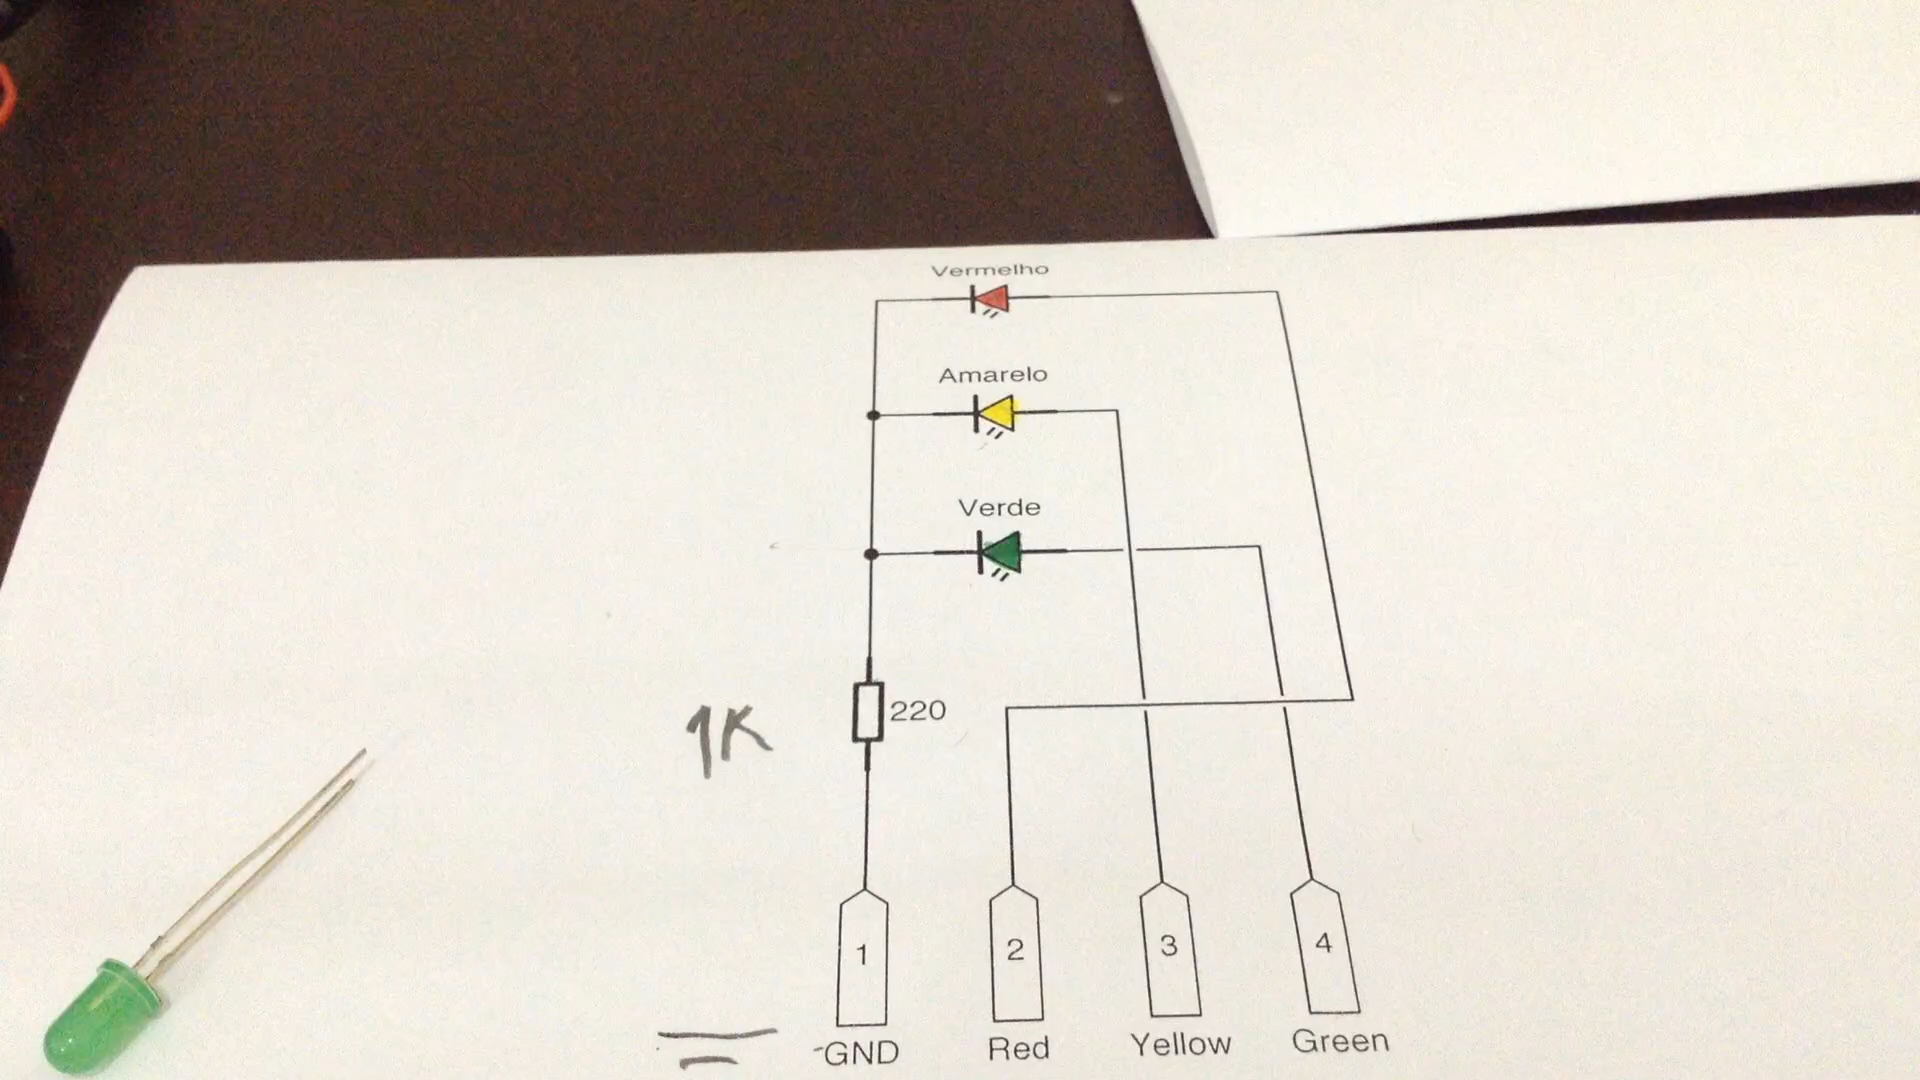 Vermelho
Amarelo
Verde
220
1K
1 2 3 4
-GND Red Yellow Green